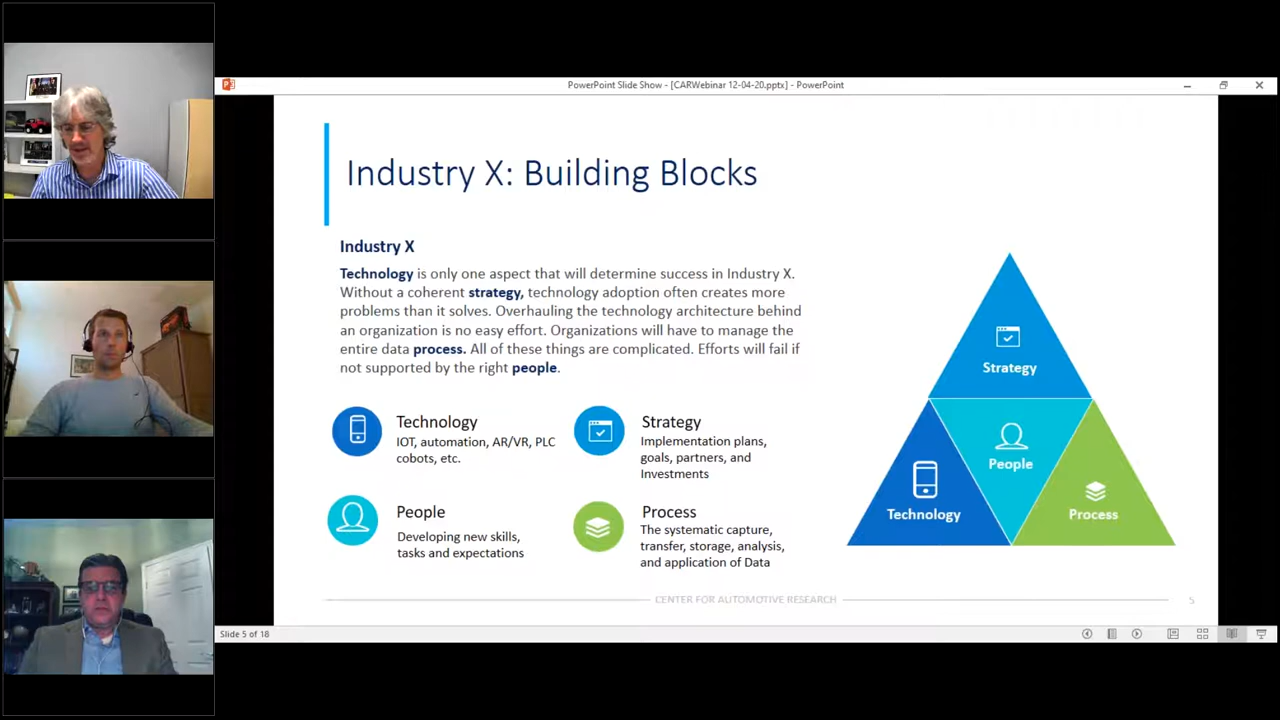 PowerPoint Slide Show - [CARWebinar 12-04-20.pptx] - PowerPoint
Industry X: Building Blocks
Industry X
Technology is only one aspect that will determine success in Industry X.
Without a coherent strategy, technology adoption often creates more
problems than it solves. Overhauling the technology architecture behind
an organization is no easy effort. Organizations will have to manage the
entire data process. All of these things are complicated. Efforts will fail if
not supported by the right people.
Technology
IOT, automation, AR/VR, PLC
cobots, etc.
Strategy
Implementation plans,
goals, partners, and
Investments
People
Developing new skills,
tasks and expectations
Process
The systematic capture,
transfer, storage, analysis,
and application of Data
Strategy
People
Technology
Process
CENTER FOR AUTOMOTIVE RESEARCH
5
Slide 5 of 18